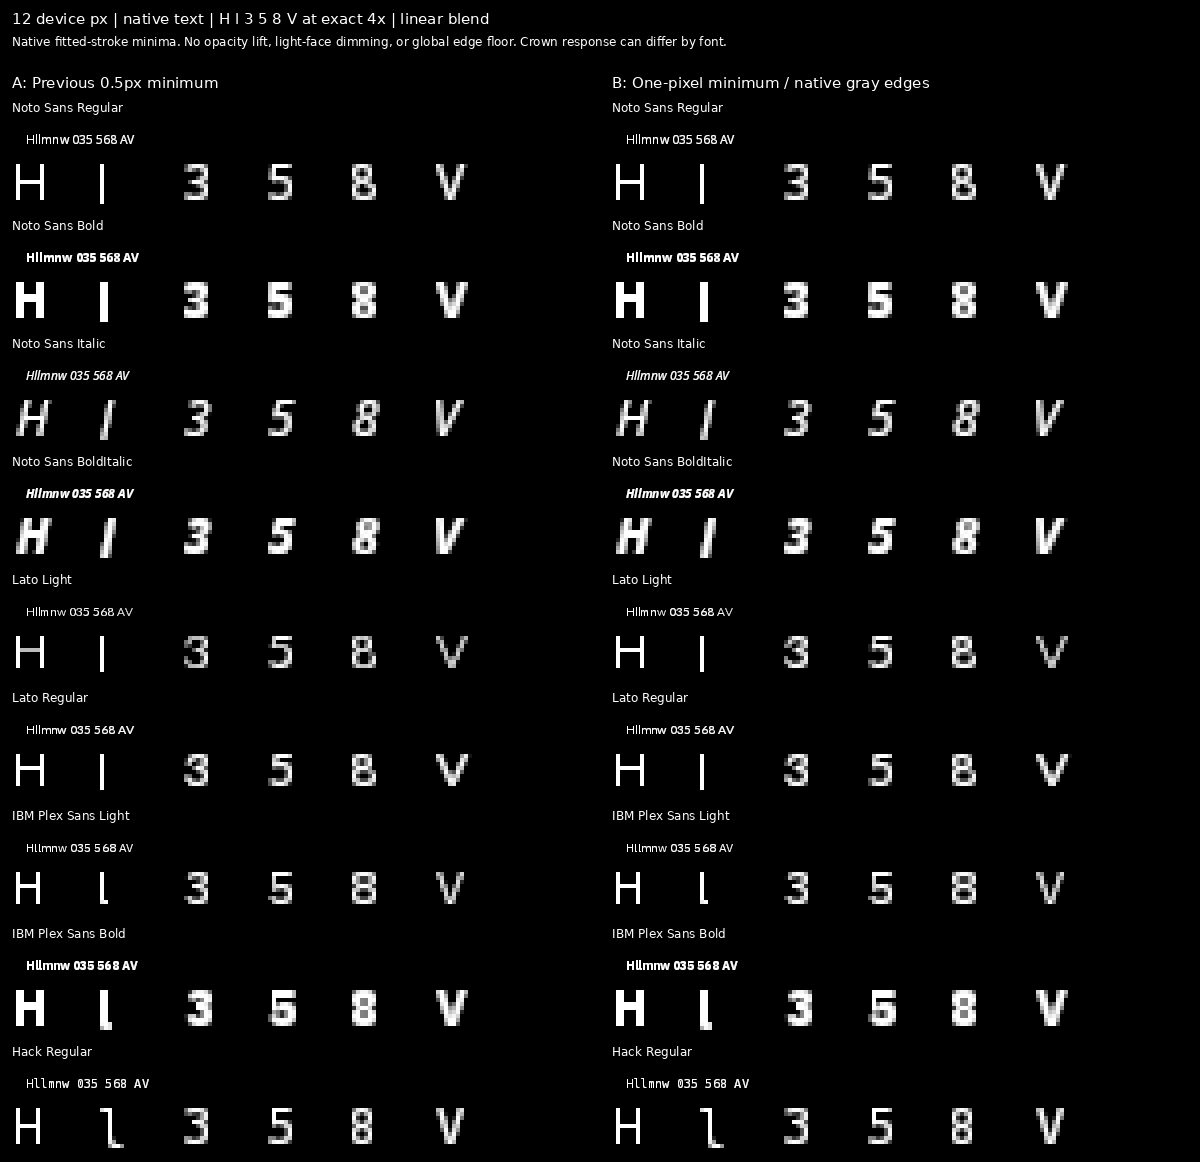 12 device px | native text | H l 3 5 8 V at exact 4x | linear blend
Native fitted-stroke minima. No opacity lift, light-face dimming, or global edge floor. Crown response can differ by font.
A: Previous 0.5px minimum
Noto Sans Regular
Hllmnw 035 568 AV
H l 3 5 8 V
Noto Sans Bold
Hllmnw 035 568 AV
H l 3 5 8 V
Noto Sans Italic
Hllmnw 035 568 AV
H l 3 5 8 V
Noto Sans BoldItalic
Hllmnw 035 568 AV
H l 3 5 8 V
Lato Light
Hllmnw 035 568 AV
H l 3 5 8 V
Lato Regular
Hllmnw 035 568 AV
H l 3 5 8 V
IBM Plex Sans Light
Hllmnw 035 568 AV
H l 3 5 8 V
IBM Plex Sans Bold
Hllmnw 035 568 AV
H l 3 5 8 V
Hack Regular
Hllmnw 035 568 AV
H l 3 5 8 V
B: One-pixel minimum / native gray edges
Noto Sans Regular
Hllmnw 035 568 AV
H l 3 5 8 V
Noto Sans Bold
Hllmnw 035 568 AV
H l 3 5 8 V
Noto Sans Italic
Hllmnw 035 568 AV
H l 3 5 8 V
Noto Sans BoldItalic
Hllmnw 035 568 AV
H l 3 5 8 V
Lato Light
Hllmnw 035 568 AV
H l 3 5 8 V
Lato Regular
Hllmnw 035 568 AV
H l 3 5 8 V
IBM Plex Sans Light
Hllmnw 035 568 AV
H l 3 5 8 V
IBM Plex Sans Bold
Hllmnw 035 568 AV
H l 3 5 8 V
Hack Regular
Hllmnw 035 568 AV
H l 3 5 8 V